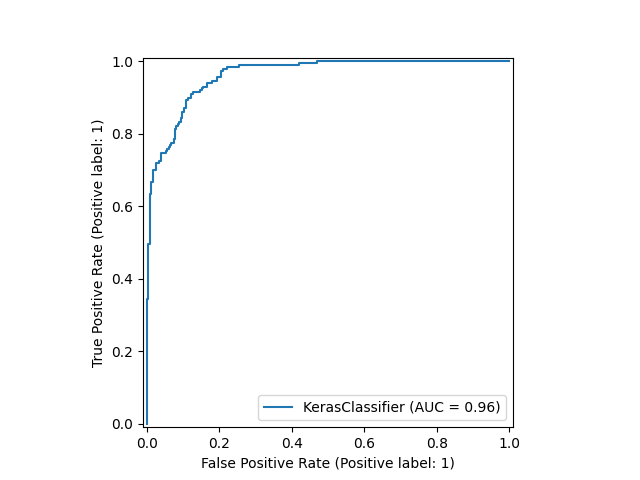 1.0
0.8
0.6
0.4
0.2
0.0
True Positive Rate (Positive label: 1)
KerasClassifier (AUC = 0.96)
0.0 0.2 0.4 0.6 0.8 1.0
False Positive Rate (Positive label: 1)